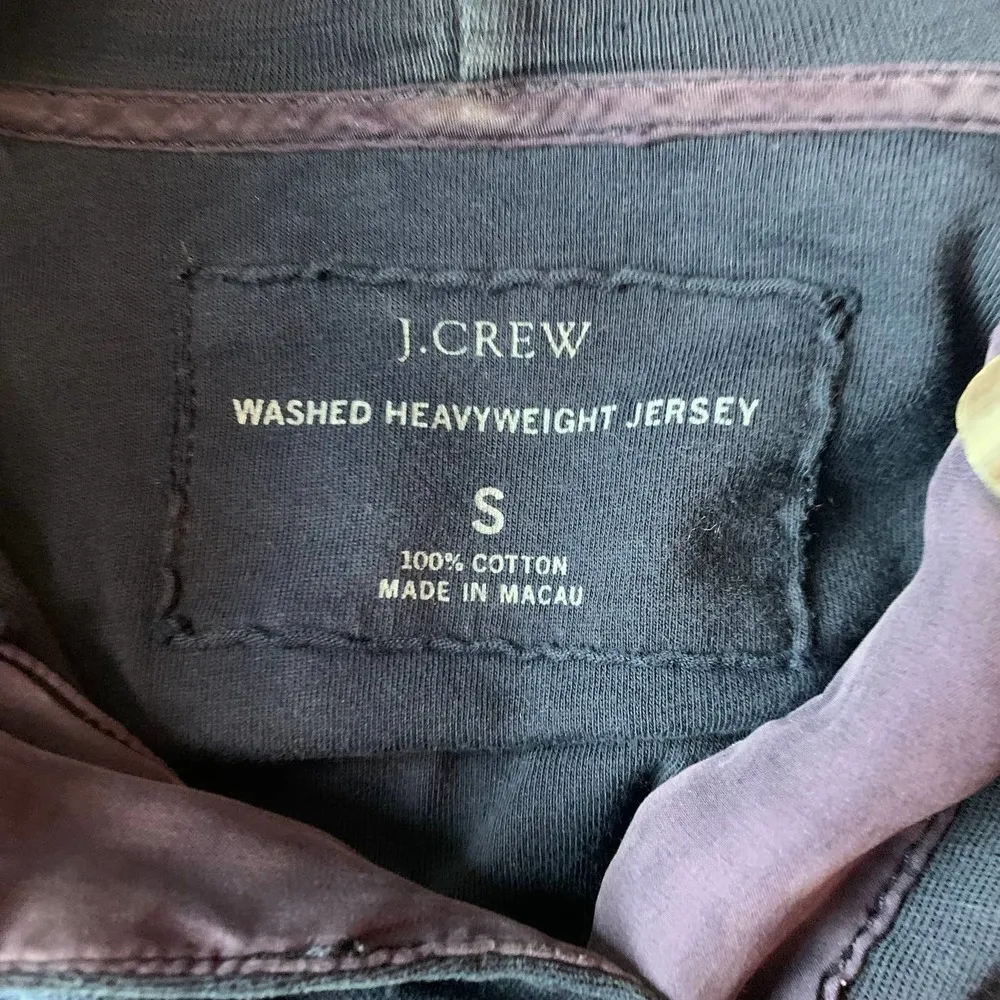 J.CREW
WASHED HEAVYWEIGHT JERSEY
S
100% COTTON
MADE IN MACAU